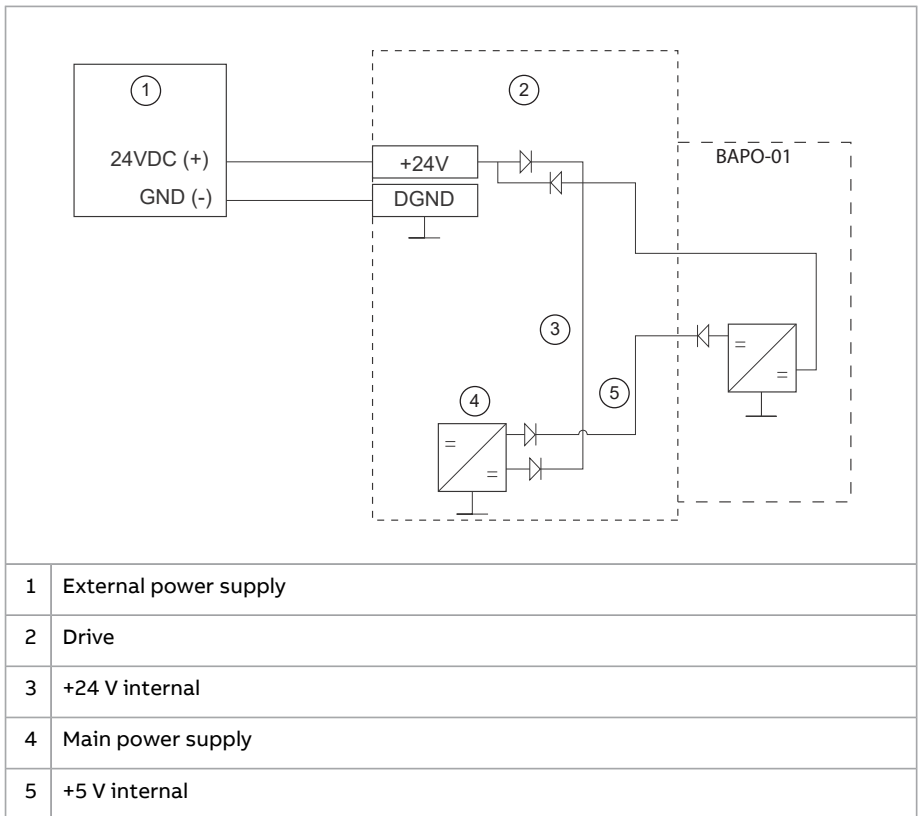 1
2
24VDC (+)
+24V
BAPO-01
GND (-)
DGND
3
=
=
5
4
=
=
1 External power supply
2 Drive
3 +24 V internal
4 Main power supply
5 +5 V internal